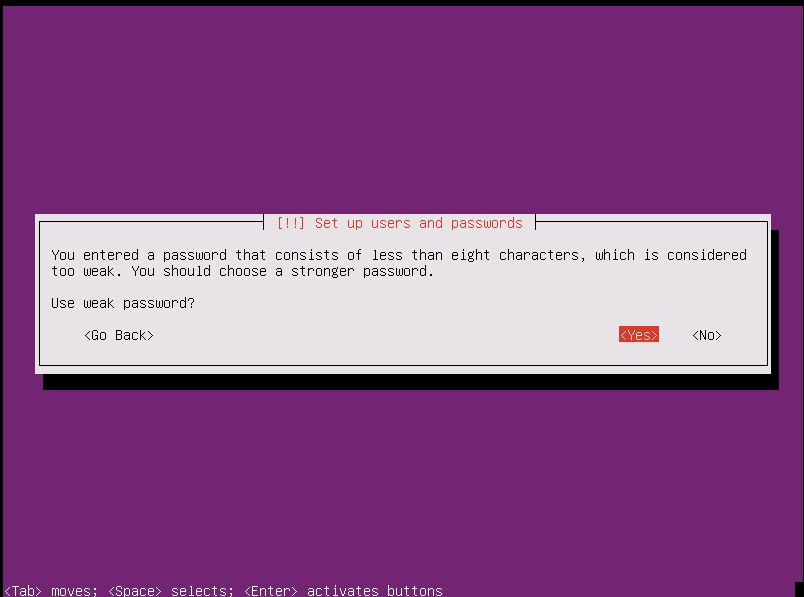 [!!] Set up users and passwords
You entered a password that consists of less than eight characters, which is considered
too weak. You should choose a stronger password.
Use weak password?
<Go Back> <Yes> <No>
<Tab> moves; <Space> selects; <Enter> activates buttons